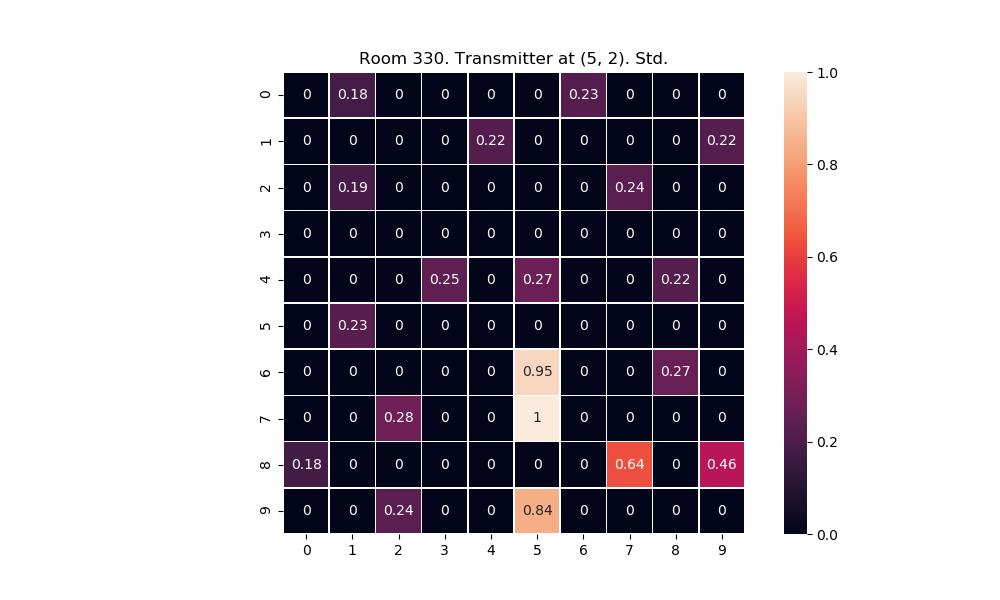 Room 330. Transmitter at (5, 2). Std.
0 0 0.18 0 0 0 0 0.23 0 0 0
1 0 0 0 0 0.22 0 0 0 0 0.22
2 0 0.19 0 0 0 0 0 0.24 0 0
3 0 0 0 0 0 0 0 0 0 0
4 0 0 0 0.25 0 0.27 0 0 0.22 0
5 0 0.23 0 0 0 0 0 0 0 0
6 0 0 0 0 0 0.95 0 0 0.27 0
7 0 0 0.28 0 0 1 0 0 0 0
8 0.18 0 0 0 0 0 0 0.64 0 0.46
9 0 0 0.24 0 0 0.84 0 0 0 0
0 1 2 3 4 5 6 7 8 9
1.0
0.8
0.6
0.4
0.2
0.0